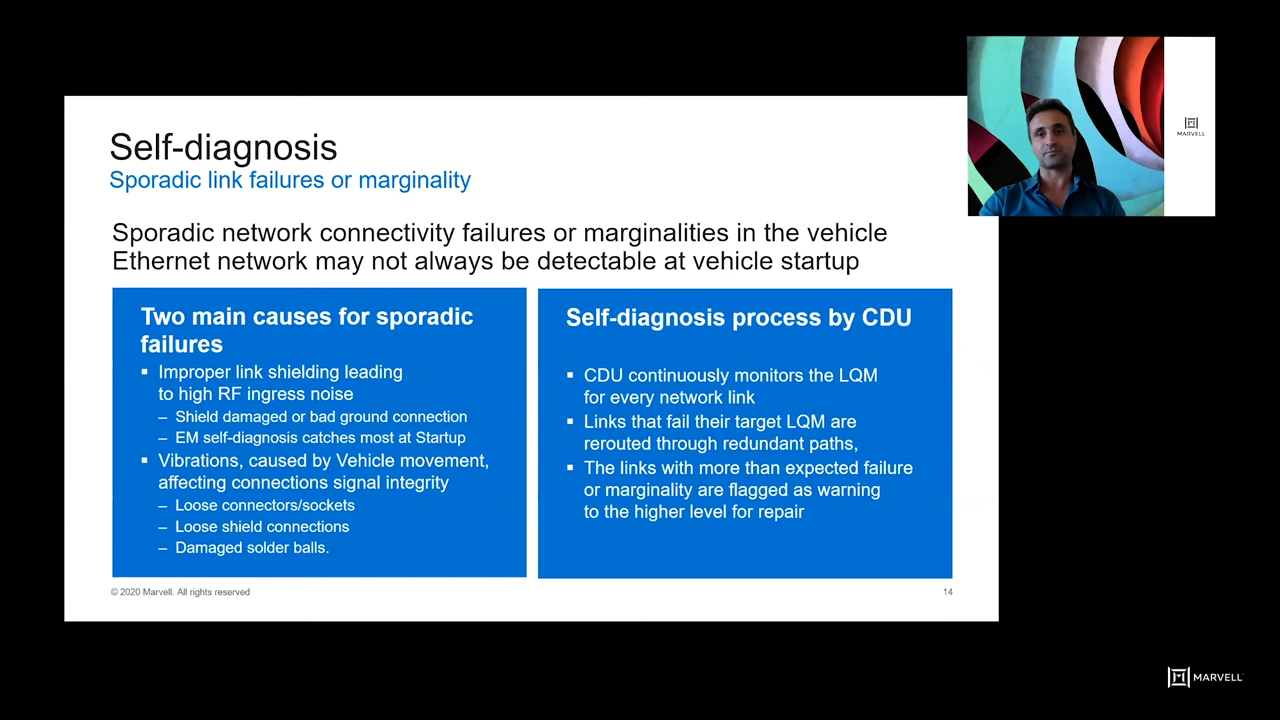 Self-diagnosis
Sporadic link failures or marginality
Sporadic network connectivity failures or marginalities in the vehicle
Ethernet network may not always be detectable at vehicle startup
Two main causes for sporadic
failures
▪ Improper link shielding leading
to high RF ingress noise
– Shield damaged or bad ground connection
– EM self-diagnosis catches most at Startup
▪ Vibrations, caused by Vehicle movement,
affecting connections signal integrity
– Loose connectors/sockets
– Loose shield connections
– Damaged solder balls.
Self-diagnosis process by CDU
▪ CDU continuously monitors the LQM
for every network link
▪ Links that fail their target LQM are
rerouted through redundant paths,
▪ The links with more than expected failure
or marginality are flagged as warning
to the higher level for repair
© 2020 Marvell. All rights reserved
14
MARVELL
MARVELL